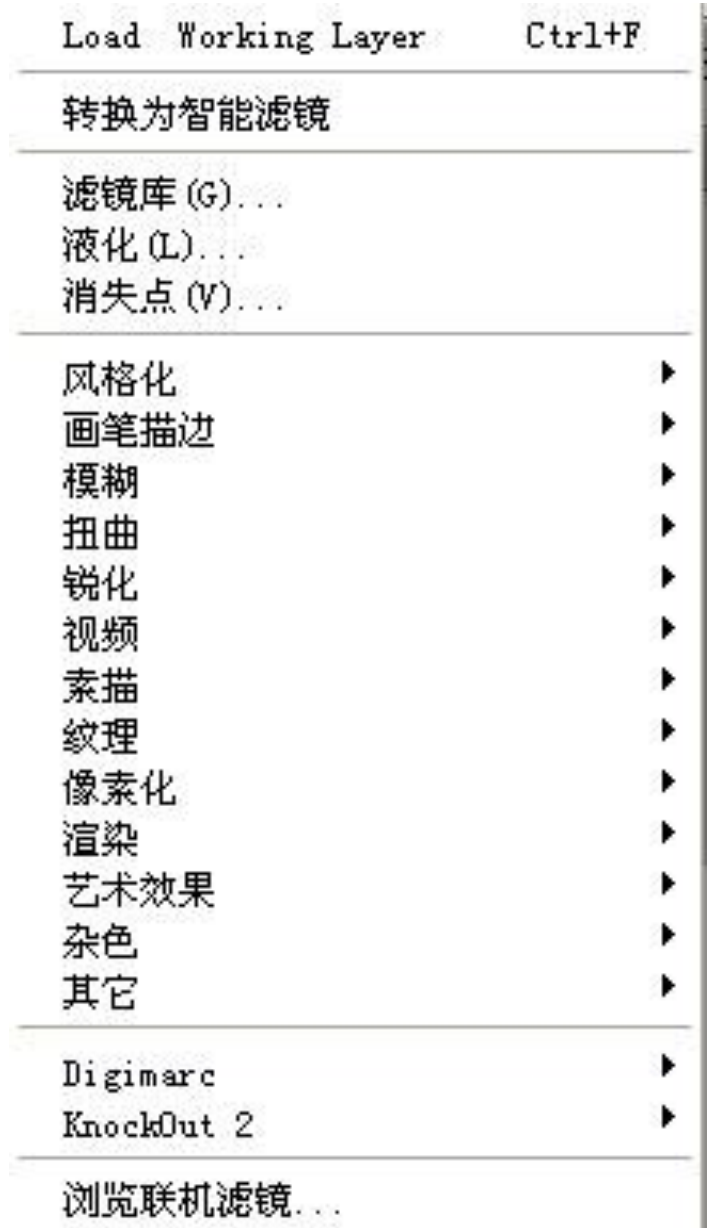 Load Working Layer Ctrl+F
转换为智能滤镜
滤镜库(G)...
液化(L)...
消失点(V)...
风格化
画笔描边
模糊
扭曲
锐化
视频
素描
纹理
像素化
渲染
艺术效果
杂色
其它
Digimarc
KnockOut 2
浏览联机滤镜...